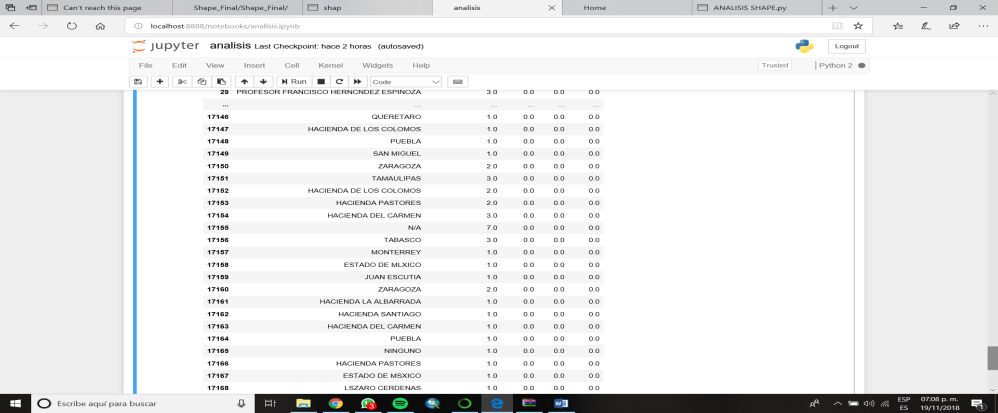 Can't reach this page
Shape_Final/Shape_Final/
shap
analisis
Home
ANALISIS SHAPE.py
localhost:8888/notebooks/analisis.ipynb
jupyter analisis Last Checkpoint: hace 2 horas (autosaved)
Logout
File Edit View Insert Cell Kernel Widgets Help
Trusted
Python 2
Run
Code
29 PROFESOR FRANCISCO HERNCNDEZ ESPINOZA 3.0 0.0 0.0 0.0
... ... ... ... ... ...
17146 QUERETARO 1.0 0.0 0.0 0.0
17147 HACIENDA DE LOS COLOMOS 1.0 0.0 0.0 0.0
17148 PUEBLA 1.0 0.0 0.0 0.0
17149 SAN MIGUEL 1.0 0.0 0.0 0.0
17150 ZARAGOZA 2.0 0.0 0.0 0.0
17151 TAMAULIPAS 3.0 0.0 0.0 0.0
17152 HACIENDA DE LOS COLOMOS 2.0 0.0 0.0 0.0
17153 HACIENDA PASTORES 2.0 0.0 0.0 0.0
17154 HACIENDA DEL CARMEN 3.0 0.0 0.0 0.0
17155 N/A 7.0 0.0 0.0 0.0
17156 TABASCO 3.0 0.0 0.0 0.0
17157 MONTERREY 1.0 0.0 0.0 0.0
17158 ESTADO DE MLXICO 1.0 0.0 0.0 0.0
17159 JUAN ESCUTIA 1.0 0.0 0.0 0.0
17160 ZARAGOZA 2.0 0.0 0.0 0.0
17161 HACIENDA LA ALBARRADA 1.0 0.0 0.0 0.0
17162 HACIENDA SANTIAGO 1.0 0.0 0.0 0.0
17163 HACIENDA DEL CARMEN 1.0 0.0 0.0 0.0
17164 PUEBLA 1.0 0.0 0.0 0.0
17165 NINGUNO 1.0 0.0 0.0 0.0
17166 HACIENDA PASTORES 1.0 0.0 0.0 0.0
17167 ESTADO DE MSXICO 1.0 0.0 0.0 0.0
17168 LSZARO CERDENAS 1.0 0.0 0.0 0.0
Escribe aquí para buscar
3
ESP
ES
07:08 p. m.
19/11/2018